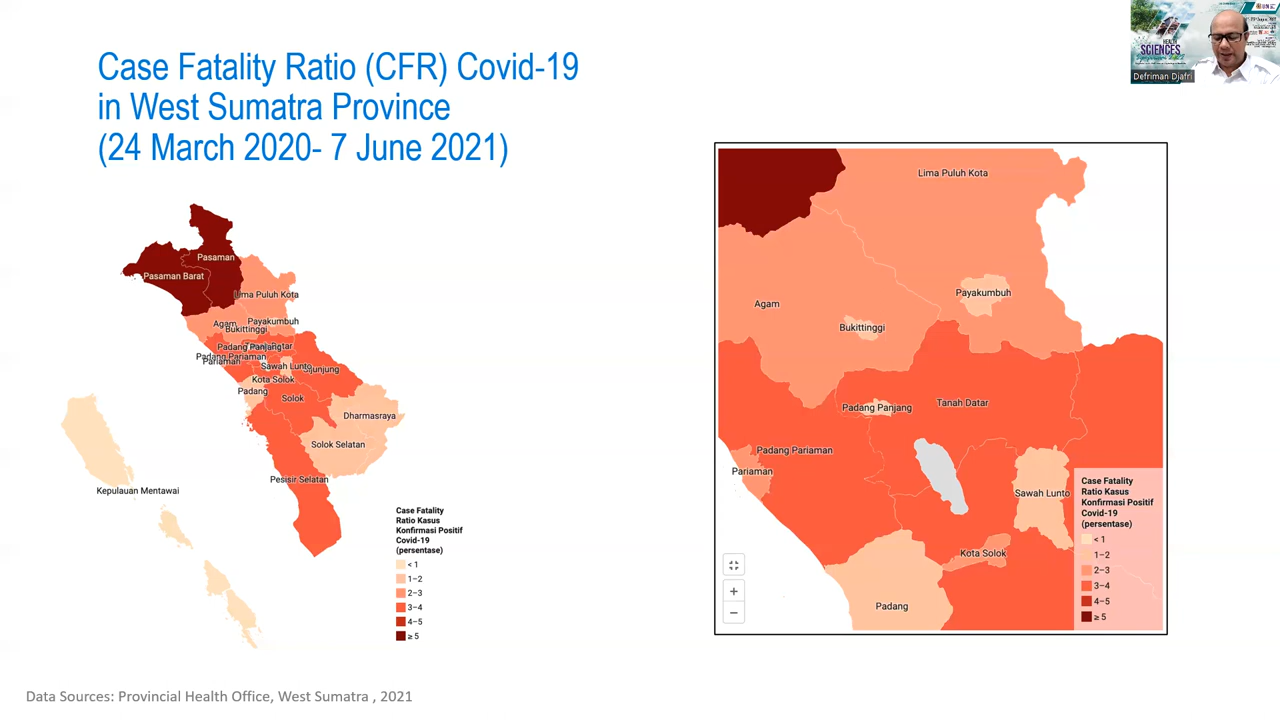 Case Fatality Ratio (CFR) Covid-19
in West Sumatra Province
(24 March 2020- 7 June 2021)
HEALTH
SCIENCES
Defriman Djafri
Pasaman
Pasaman Barat
Lima Puluh Kota
Agam
Payakumbuh
Bukittinggi
Padang Panjang
Padang Pariaman
Pariaman
Sawah Lunto
Kota Solok
Padang
Solok
Dharmasraya
Solok Selatan
Pesisir Selatan
Kepulauan Mentawai
Case Fatality
Ratio Kasus
Konfirmasi Positif
Covid-19
(persentase)
< 1
1–2
2–3
3–4
4–5
≥ 5
Lima Puluh Kota
Agam
Payakumbuh
Bukittinggi
Padang Panjang
Tanah Datar
Padang Pariaman
Pariaman
Sawah Lunto
Kota Solok
Padang
Case Fatality
Ratio Kasus
Konfirmasi Positif
Covid-19
(persentase)
< 1
1–2
2–3
3–4
4–5
≥ 5
+
−
Data Sources: Provincial Health Office, West Sumatra , 2021